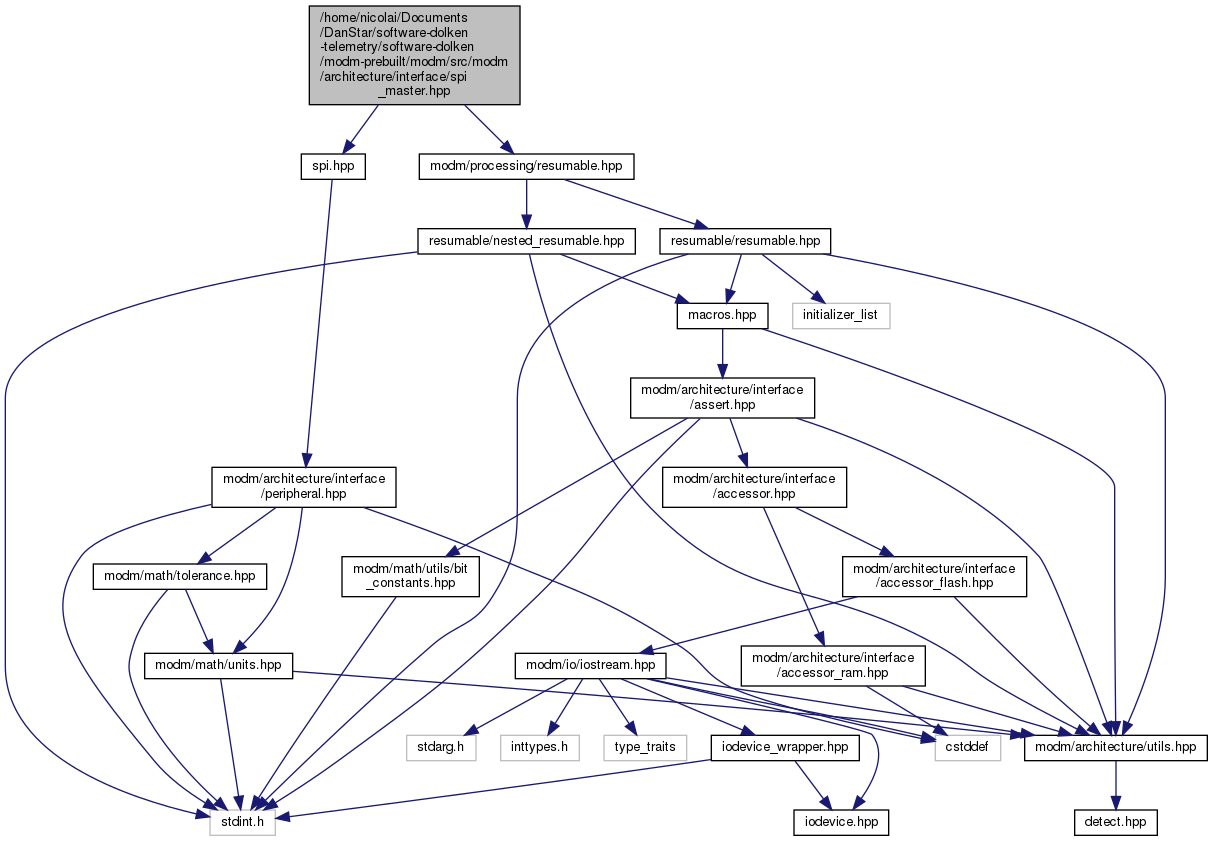 /home/nicolai/Documents
/DanStar/software-dolken
-telemetry/software-dolken
/modm-prebuilt/modm/src/modm
/architecture/interface/spi
_master.hpp
spi.hpp
modm/processing/resumable.hpp
resumable/nested_resumable.hpp
resumable/resumable.hpp
macros.hpp
initializer_list
modm/architecture/interface
/assert.hpp
modm/architecture/interface
/peripheral.hpp
modm/architecture/interface
/accessor.hpp
modm/math/tolerance.hpp
modm/math/utils/bit
_constants.hpp
modm/architecture/interface
/accessor_flash.hpp
modm/math/units.hpp
modm/io/iostream.hpp
modm/architecture/interface
/accessor_ram.hpp
stdarg.h
inttypes.h
type_traits
iodevice_wrapper.hpp
cstddef
modm/architecture/utils.hpp
stdint.h
iodevice.hpp
detect.hpp